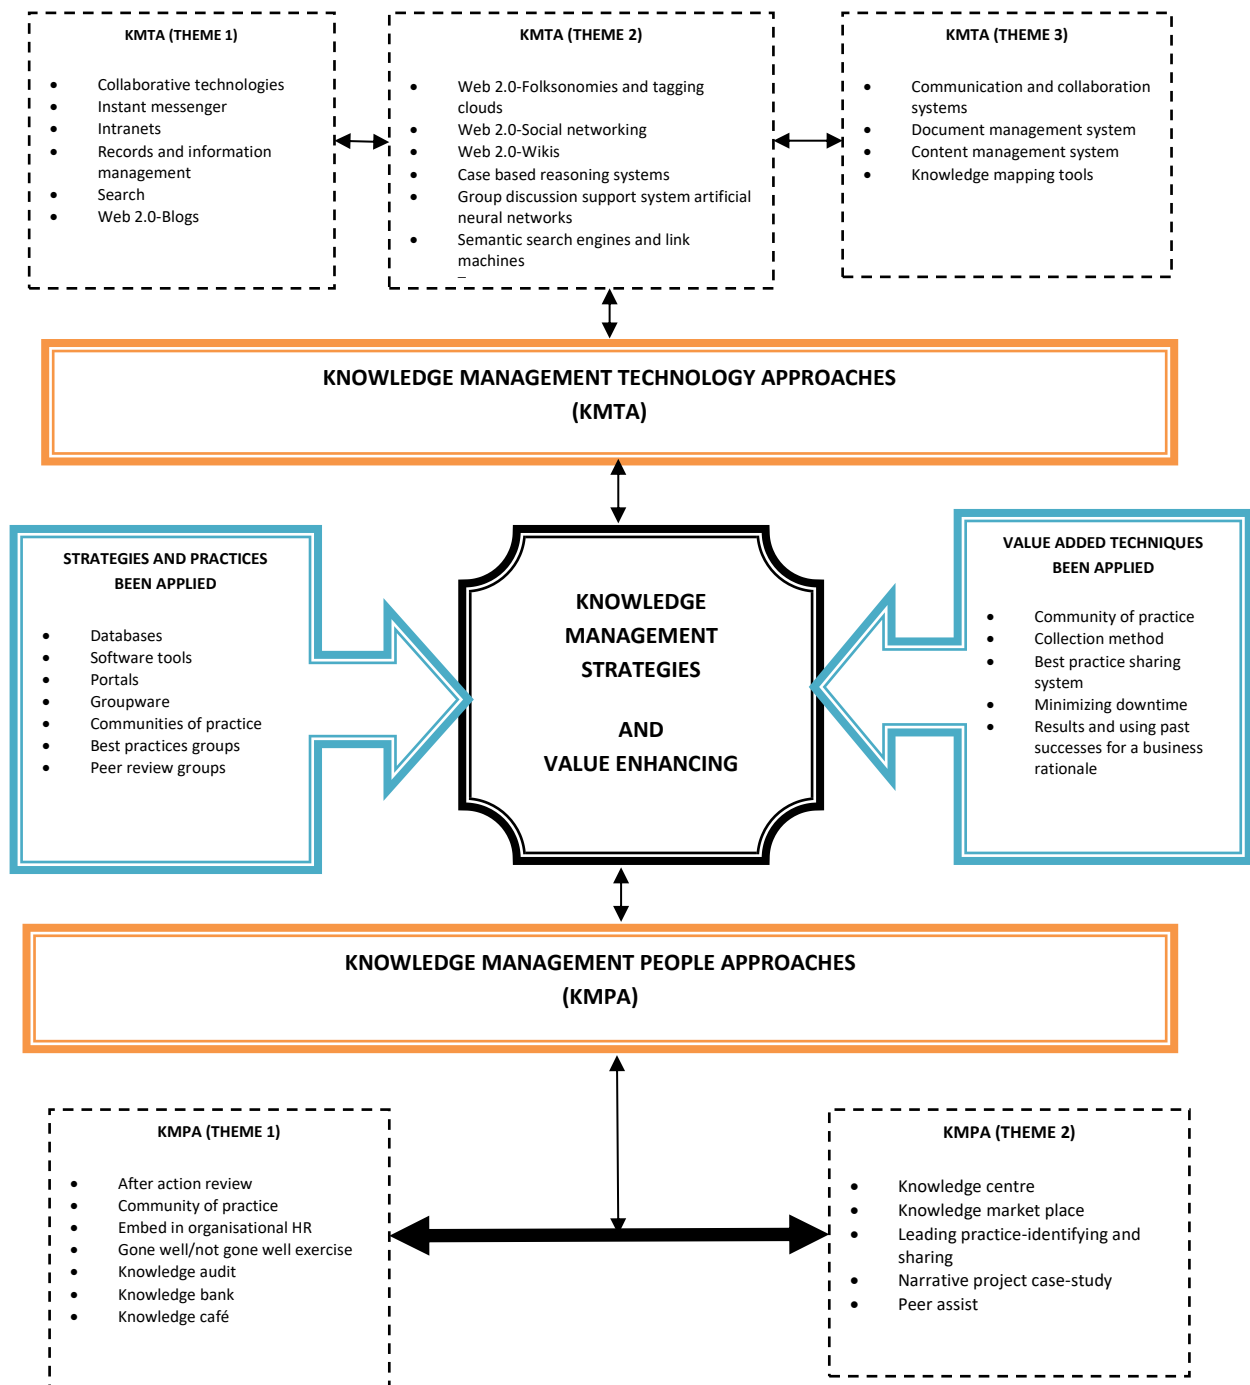 KMTA (THEME 1)
• Collaborative technologies
• Instant messenger
• Intranets
• Records and information
management
• Search
• Web 2.0-Blogs
KMTA (THEME 2)
• Web 2.0-Folksonomies and tagging
clouds
• Web 2.0-Social networking
• Web 2.0-Wikis
• Case based reasoning systems
• Group discussion support system artificial
neural networks
• Semantic search engines and link
machines
KMTA (THEME 3)
• Communication and collaboration
systems
• Document management system
• Content management system
• Knowledge mapping tools
KNOWLEDGE MANAGEMENT TECHNOLOGY APPROACHES
(KMTA)
STRATEGIES AND PRACTICES
BEEN APPLIED
• Databases
• Software tools
• Portals
• Groupware
• Communities of practice
• Best practices groups
• Peer review groups
KNOWLEDGE
MANAGEMENT
STRATEGIES
AND
VALUE ENHANCING
VALUE ADDED TECHNIQUES
BEEN APPLIED
• Community of practice
• Collection method
• Best practice sharing
system
• Minimizing downtime
• Results and using past
successes for a business
rationale
KNOWLEDGE MANAGEMENT PEOPLE APPROACHES
(KMPA)
KMPA (THEME 1)
• After action review
• Community of practice
• Embed in organisational HR
• Gone well/not gone well exercise
• Knowledge audit
• Knowledge bank
• Knowledge café
KMPA (THEME 2)
• Knowledge centre
• Knowledge market place
• Leading practice-identifying and
sharing
• Narrative project case-study
• Peer assist